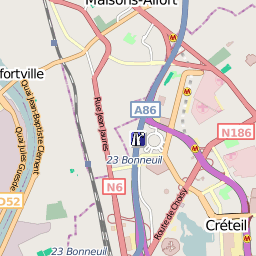 Maisons-Alfort
M
fortville
A86
Rue Jean Jaurès
Quai Jean Baptiste Clément
N186
M
23 Bonneuil
Quai Jules Guesde
M
N6
D52
Route de Choisy
Créteil
23 Bonneuil
M